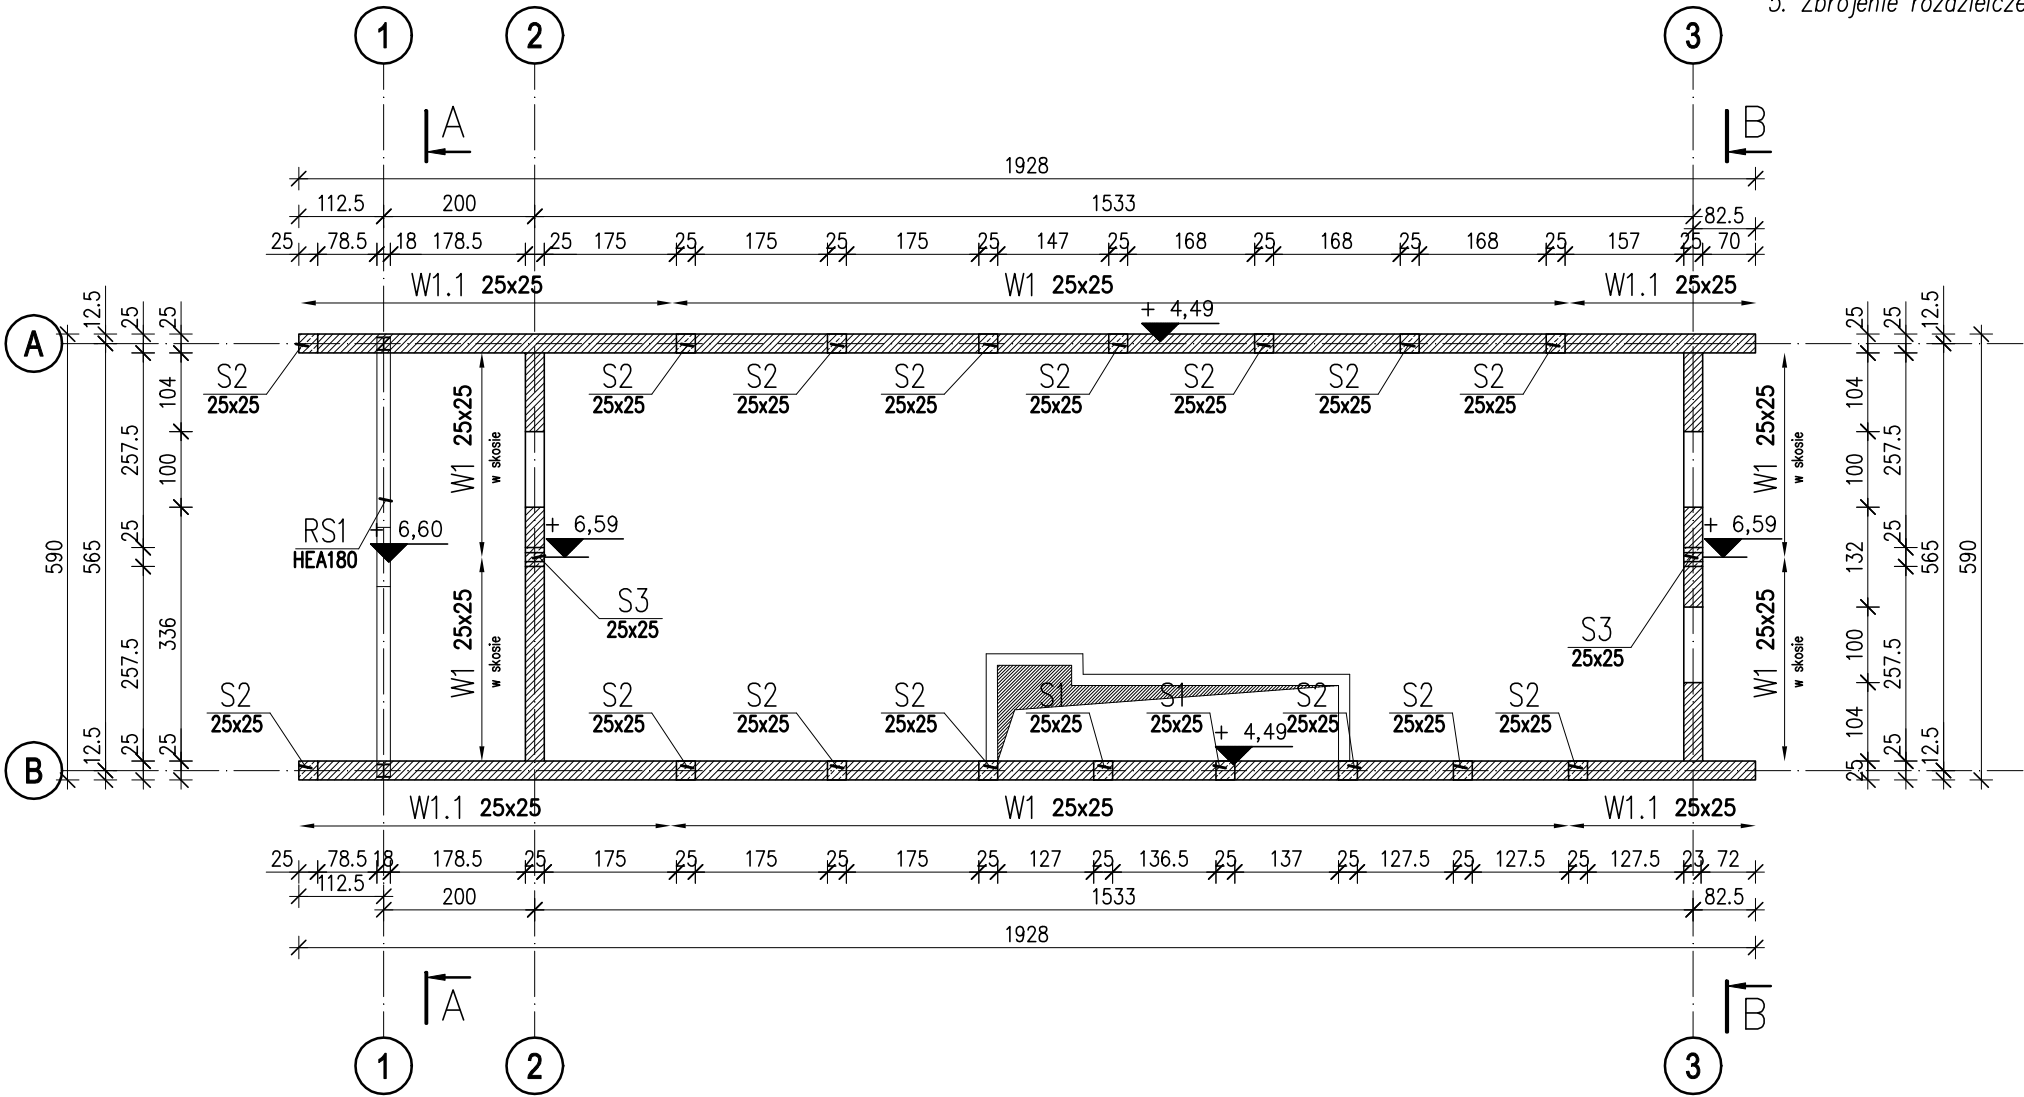 5. Zbrojenie rozdzielcze
1 2 3
A B
1928
112.5 200 1533 82.5
25 78.5 18 178.5 25 175 25 175 25 175 25 147 25 168 25 168 25 168 25 157 25 70
W1.1 25x25 W1 25x25 W1.1 25x25
+ 4,49
A
S2 S2 S2 S2 S2 S2 S2 S2
25x25 25x25 25x25 25x25 25x25 25x25 25x25 25x25
12.5 25 25
104
257.5
100
25
590 565
336
257.5
12.5 25 25
W1 25x25
w skosie
W1 25x25
w skosie
RS1
HEA180
+ 6,60
+ 6,59
S3
25x25
+ 6,59
S3
25x25
W1 25x25
w skosie
W1 25x25
w skosie
25 25 12.5
104
257.5
100
25
132 565 590
100
257.5
104
25 25 12.5
S2 S2 S2 S2 S1 S1 S2 S2 S2
25x25 25x25 25x25 25x25 25x25 25x25 25x25 25x25 25x25
+ 4,49
B
W1.1 25x25 W1 25x25 W1.1 25x25
25 78.5 18 178.5 25 175 25 175 25 175 25 127 25 136.5 25 137 25 127.5 25 127.5 25 127.5 23 72
112.5
200 1533 82.5
1928
A B
1 2 3